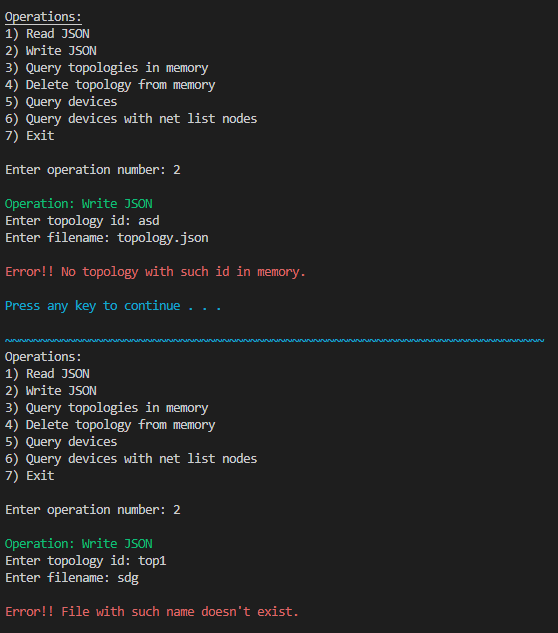 Operations:
1) Read JSON
2) Write JSON
3) Query topologies in memory
4) Delete topology from memory
5) Query devices
6) Query devices with net list nodes
7) Exit
Enter operation number: 2
Operation: Write JSON
Enter topology id: asd
Enter filename: topology.json
Error!! No topology with such id in memory.
Press any key to continue . . .
~~~~~~~~~~~~~~~~~~~~~~~~~~~~~~~~~~~~~~~~~~~~~~~~~~~~~~~~~~~~~~~~~~~~~~~~~~~~~
Operations:
1) Read JSON
2) Write JSON
3) Query topologies in memory
4) Delete topology from memory
5) Query devices
6) Query devices with net list nodes
7) Exit
Enter operation number: 2
Operation: Write JSON
Enter topology id: top1
Enter filename: sdg
Error!! File with such name doesn't exist.